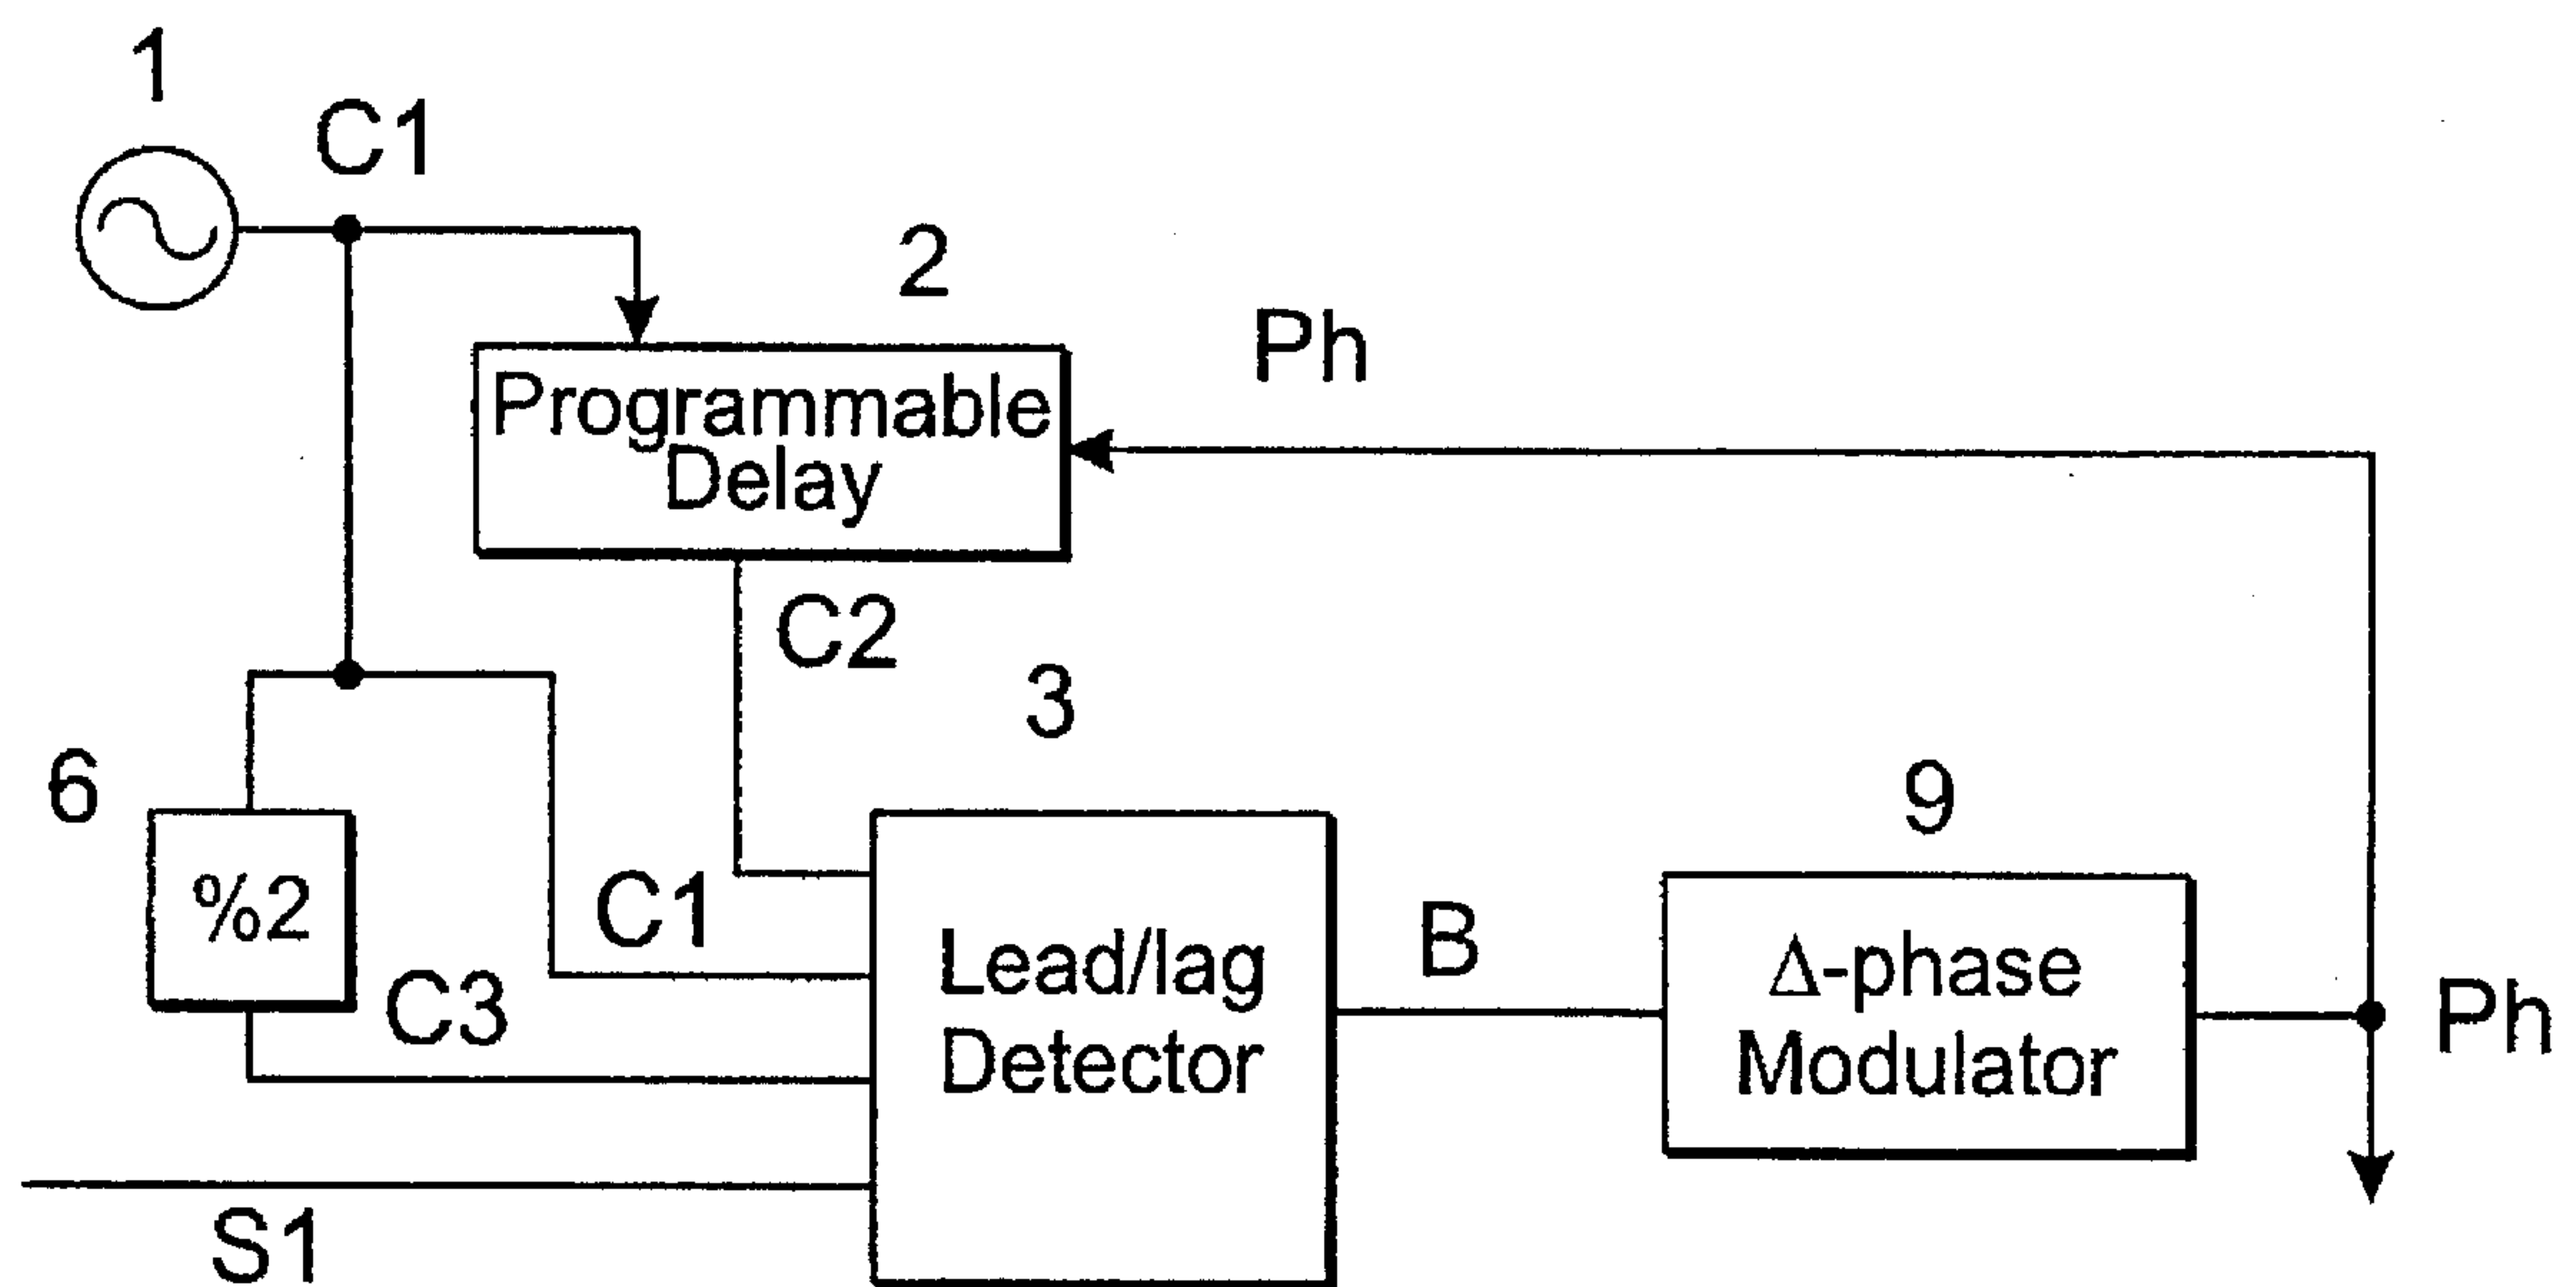 1
C1
2
Programmable
Delay
Ph
C2
3
6
%2
C3
C1
Lead/lag
Detector
B
9
Δ-phase
Modulator
Ph
S1